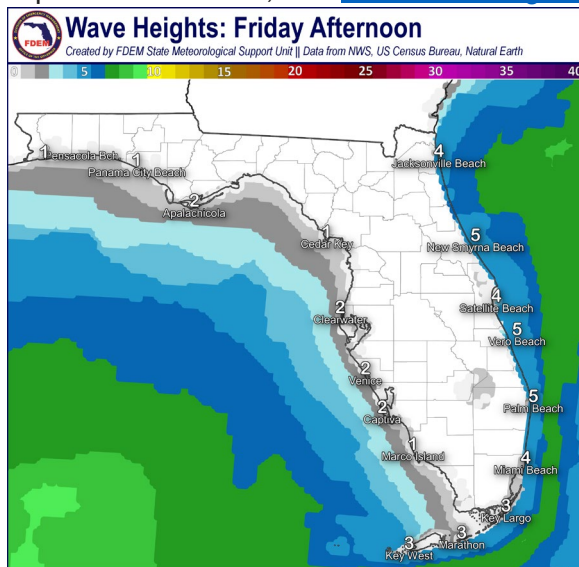 Wave Heights: Friday Afternoon
Created by FDEM State Meteorological Support Unit || Data from NWS, US Census Bureau, Natural Earth
0 5 10 15 20 25 30 35 40
FDEM
4
Jacksonville Beach
1
Pensacola Bch.
1
Panama City Beach
2
Apalachicola
1
Cedar Key
5
New Smyrna Beach
4
Satellite Beach
2
Clearwater
5
Vero Beach
2
Venice
5
Palm Beach
2
Captiva
1
Marco Island
4
Miami Beach
3
Key Largo
3
Marathon
3
Key West